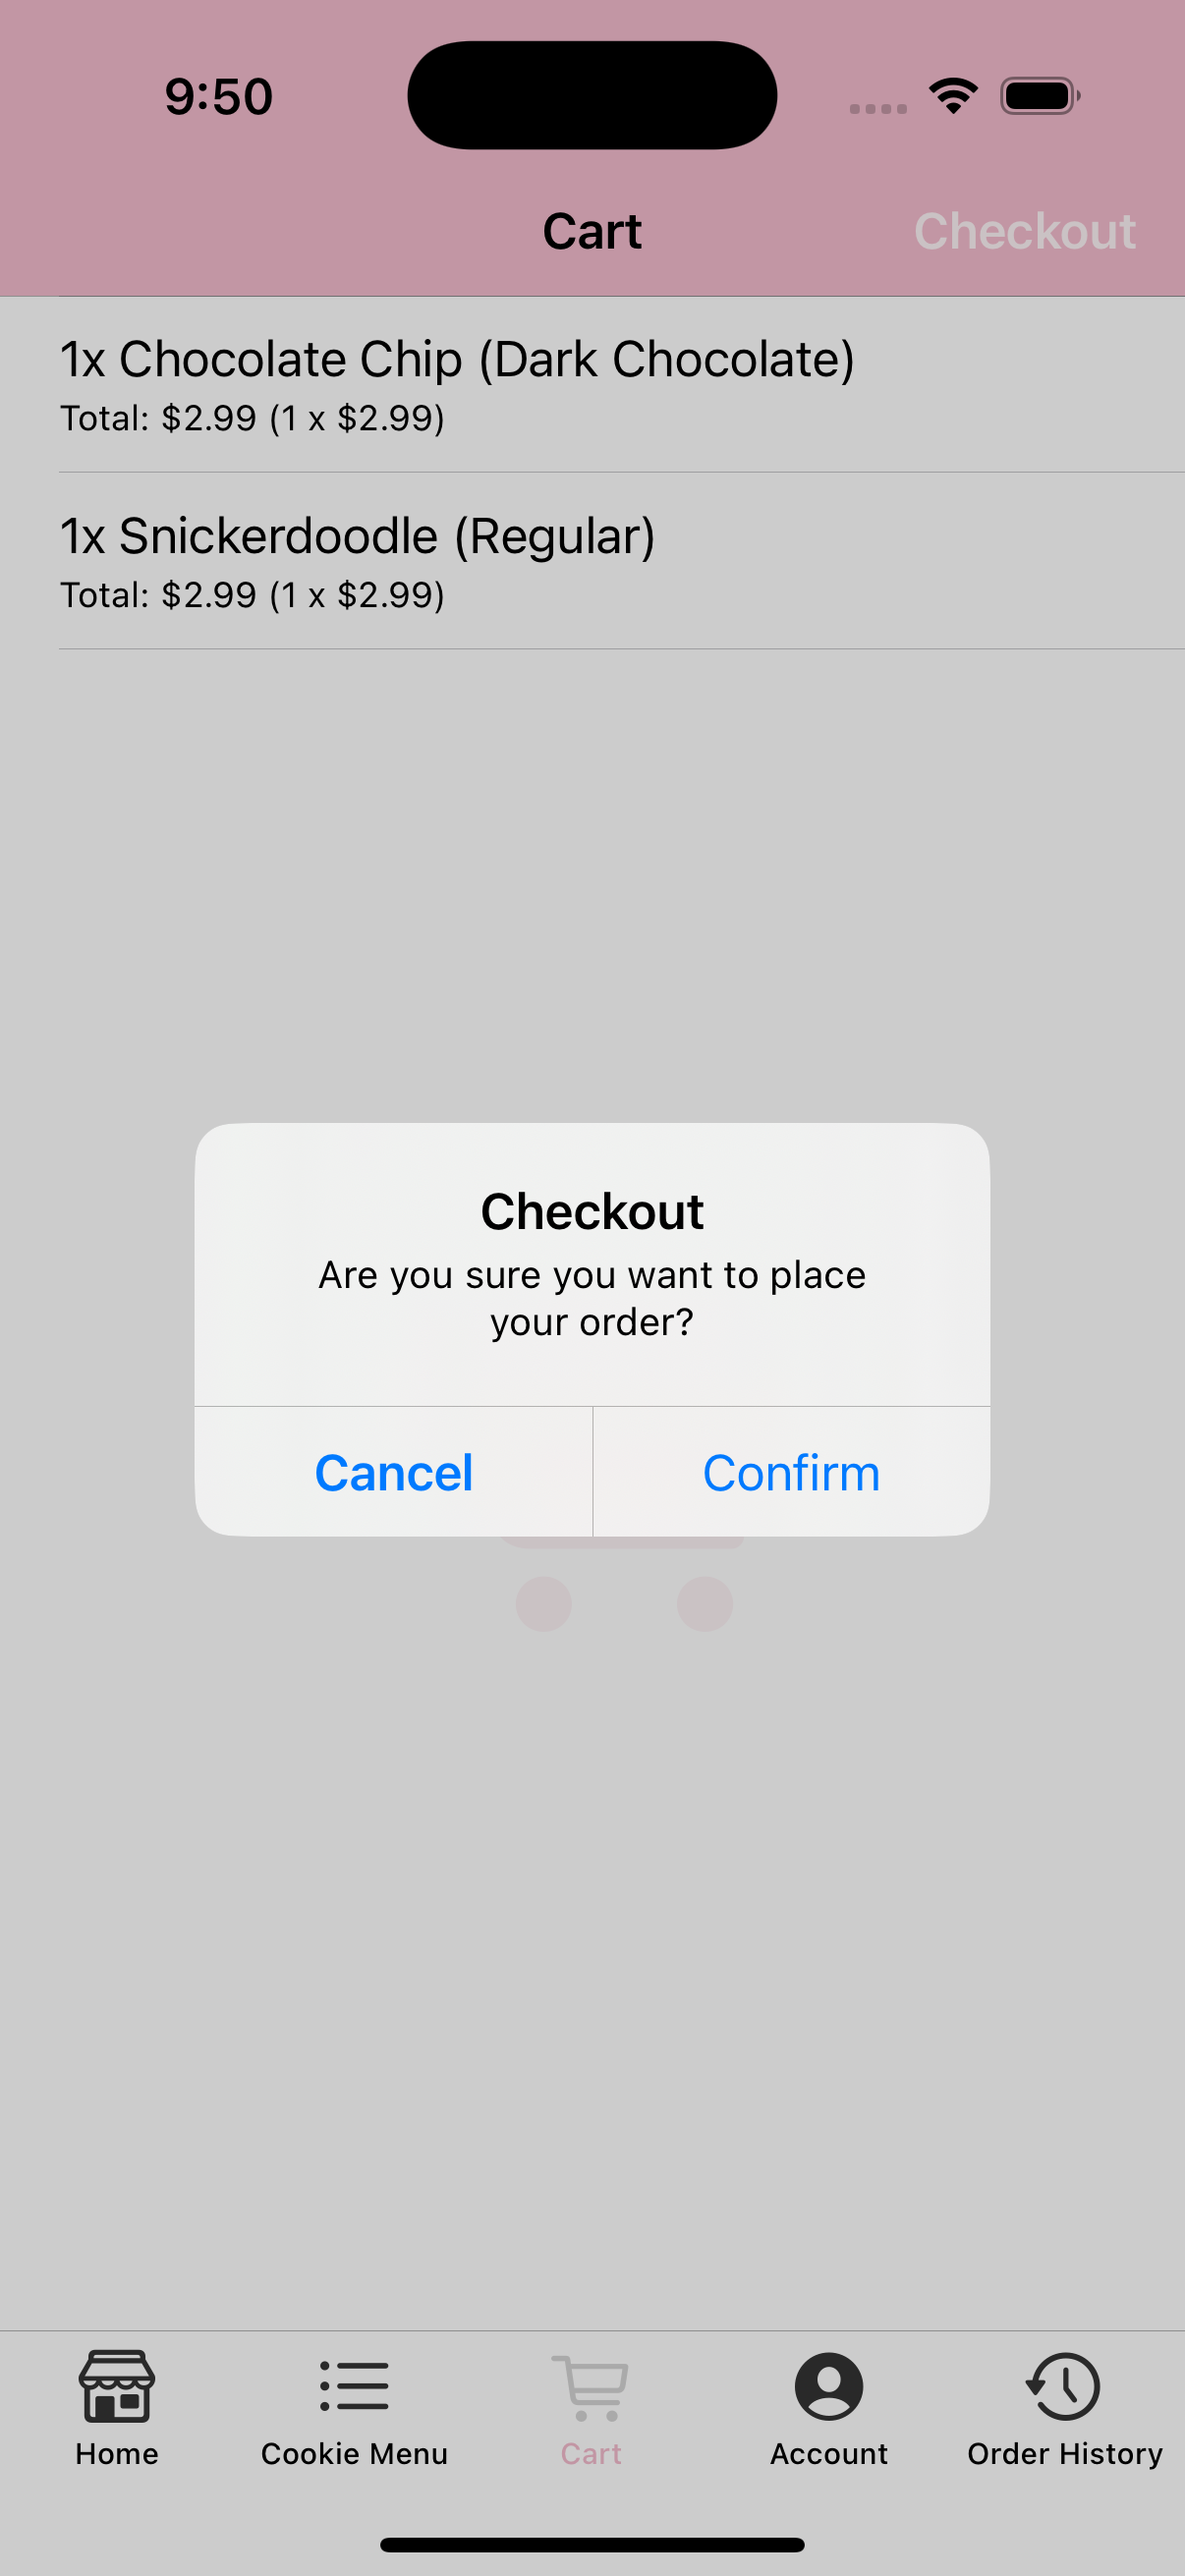 9:50
Cart
Checkout
1x Chocolate Chip (Dark Chocolate)
Total: $2.99 (1 x $2.99)
1x Snickerdoodle (Regular)
Total: $2.99 (1 x $2.99)
Checkout
Are you sure you want to place
your order?
Cancel
Confirm
Home
Cookie Menu
Cart
Account
Order History